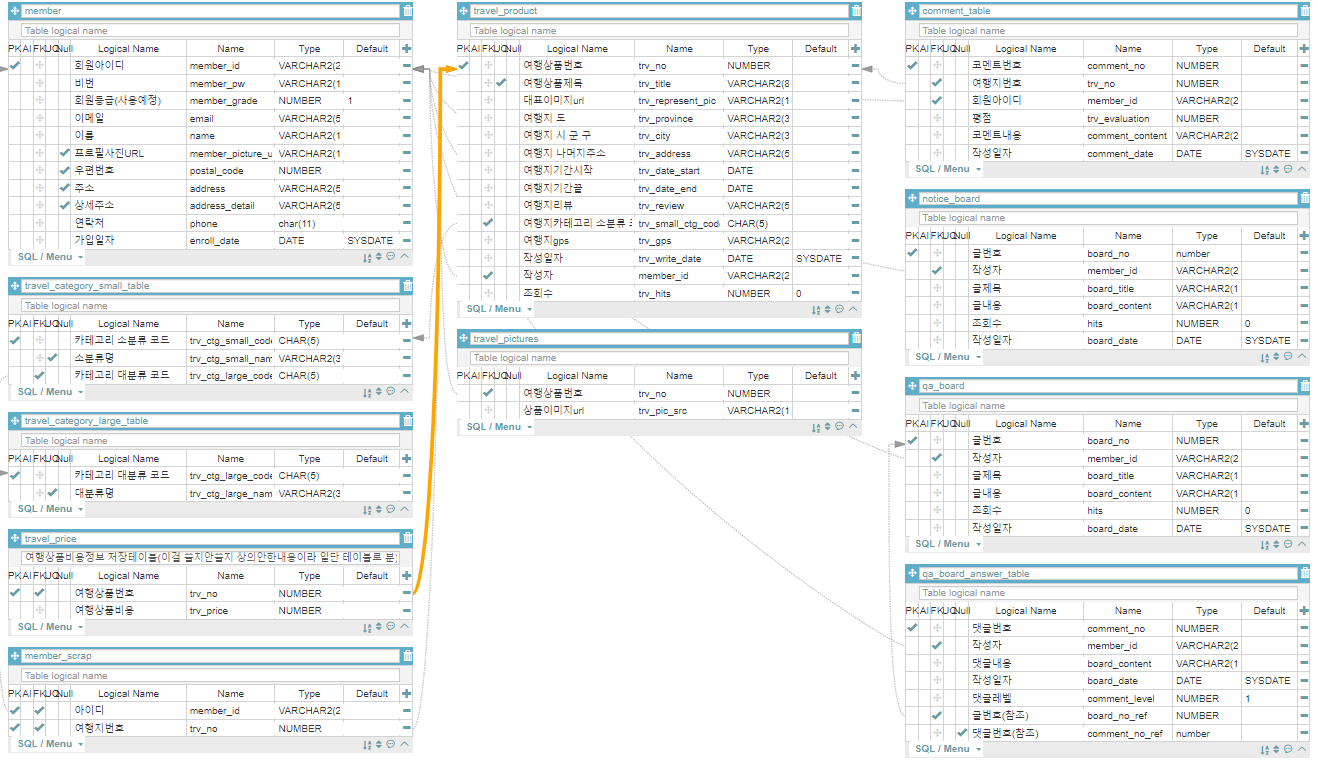 member
Table logical name
PK AI FK UQ Null Logical Name Name Type Default
회원아이디 member_id VARCHAR2(2
비번 member_pw VARCHAR2(1
회원등급(사용예정) member_grade NUMBER 1
이메일 email VARCHAR2(5
이름 name VARCHAR2(1
프로필사진URL member_picture_u VARCHAR2(1
우편번호 postal_code NUMBER
주소 address VARCHAR2(5
상세주소 address_detail VARCHAR2(5
연락처 phone char(11)
가입일자 enroll_date DATE SYSDATE
SQL / Menu
travel_category_small_table
Table logical name
PK AI FK UQ Null Logical Name Name Type Default
카테고리 소분류 코드 trv_ctg_small_code CHAR(5)
소분류명 trv_ctg_small_nam VARCHAR2(3
카테고리 대분류 코드 trv_ctg_large_code CHAR(5)
SQL / Menu
travel_category_large_table
Table logical name
PK AI FK UQ Null Logical Name Name Type Default
카테고리 대분류 코드 trv_ctg_large_code CHAR(5)
대분류명 trv_ctg_large_nam VARCHAR2(3
SQL / Menu
travel_price
여행상품비용정보 저장테이블(이걸 쓸지안쓸지 상의안한내용이라 일단 테이블로 분)
PK AI FK UQ Null Logical Name Name Type Default
여행상품번호 trv_no NUMBER
여행상품비용 trv_price NUMBER
SQL / Menu
member_scrap
Table logical name
PK AI FK UQ Null Logical Name Name Type Default
아이디 member_id VARCHAR2(2
여행지번호 trv_no NUMBER
SQL / Menu
travel_product
Table logical name
PK AI FK UQ Null Logical Name Name Type Default
여행상품번호 trv_no NUMBER
여행상품제목 trv_title VARCHAR2(8
대표이미지url trv_represent_pic VARCHAR2(1
여행지 도 trv_province VARCHAR2(3
여행지 시 군 구 trv_city VARCHAR2(3
여행지 나머지주소 trv_address VARCHAR2(5
여행지기간시작 trv_date_start DATE
여행지기간끝 trv_date_end DATE
여행지리뷰 trv_review VARCHAR2(5
여행지카테고리 소분류 trv_small_ctg_code CHAR(5)
여행지gps trv_gps VARCHAR2(2
작성일자 trv_write_date DATE SYSDATE
작성자 member_id VARCHAR2(2
조회수 trv_hits NUMBER 0
SQL / Menu
travel_pictures
Table logical name
PK AI FK UQ Null Logical Name Name Type Default
여행상품번호 trv_no NUMBER
상품이미지url trv_pic_src VARCHAR2(1
SQL / Menu
comment_table
Table logical name
PK AI FK UQ Null Logical Name Name Type Default
코멘트번호 comment_no NUMBER
여행지번호 trv_no NUMBER
회원아이디 member_id VARCHAR2(2
평점 trv_evaluation NUMBER
코멘트내용 comment_content VARCHAR2(2
작성일자 comment_date DATE SYSDATE
SQL / Menu
notice_board
Table logical name
PK AI FK UQ Null Logical Name Name Type Default
글번호 board_no number
작성자 member_id VARCHAR2(2
글제목 board_title VARCHAR2(1
글내용 board_content VARCHAR2(1
조회수 hits NUMBER 0
작성일자 board_date DATE SYSDATE
SQL / Menu
qa_board
Table logical name
PK AI FK UQ Null Logical Name Name Type Default
글번호 board_no NUMBER
작성자 member_id VARCHAR2(2
글제목 board_title VARCHAR2(1
글내용 board_content VARCHAR2(1
조회수 hits NUMBER 0
작성일자 board_date DATE SYSDATE
SQL / Menu
qa_board_answer_table
Table logical name
PK AI FK UQ Null Logical Name Name Type Default
댓글번호 comment_no NUMBER
작성자 member_id VARCHAR2(2
댓글내용 board_content VARCHAR2(1
작성일자 board_date DATE SYSDATE
댓글레벨 comment_level NUMBER 1
글번호(참조) board_no_ref NUMBER
댓글번호(참조) comment_no_ref number
SQL / Menu